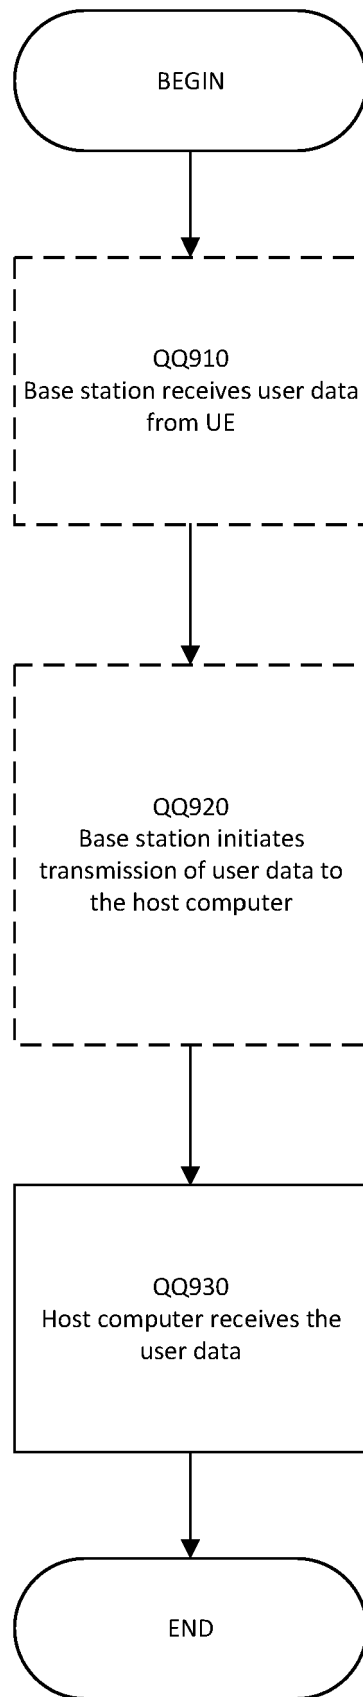 BEGIN
QQ910
Base station receives user data
from UE
QQ920
Base station initiates
transmission of user data to
the host computer
QQ930
Host computer receives the
user data
END